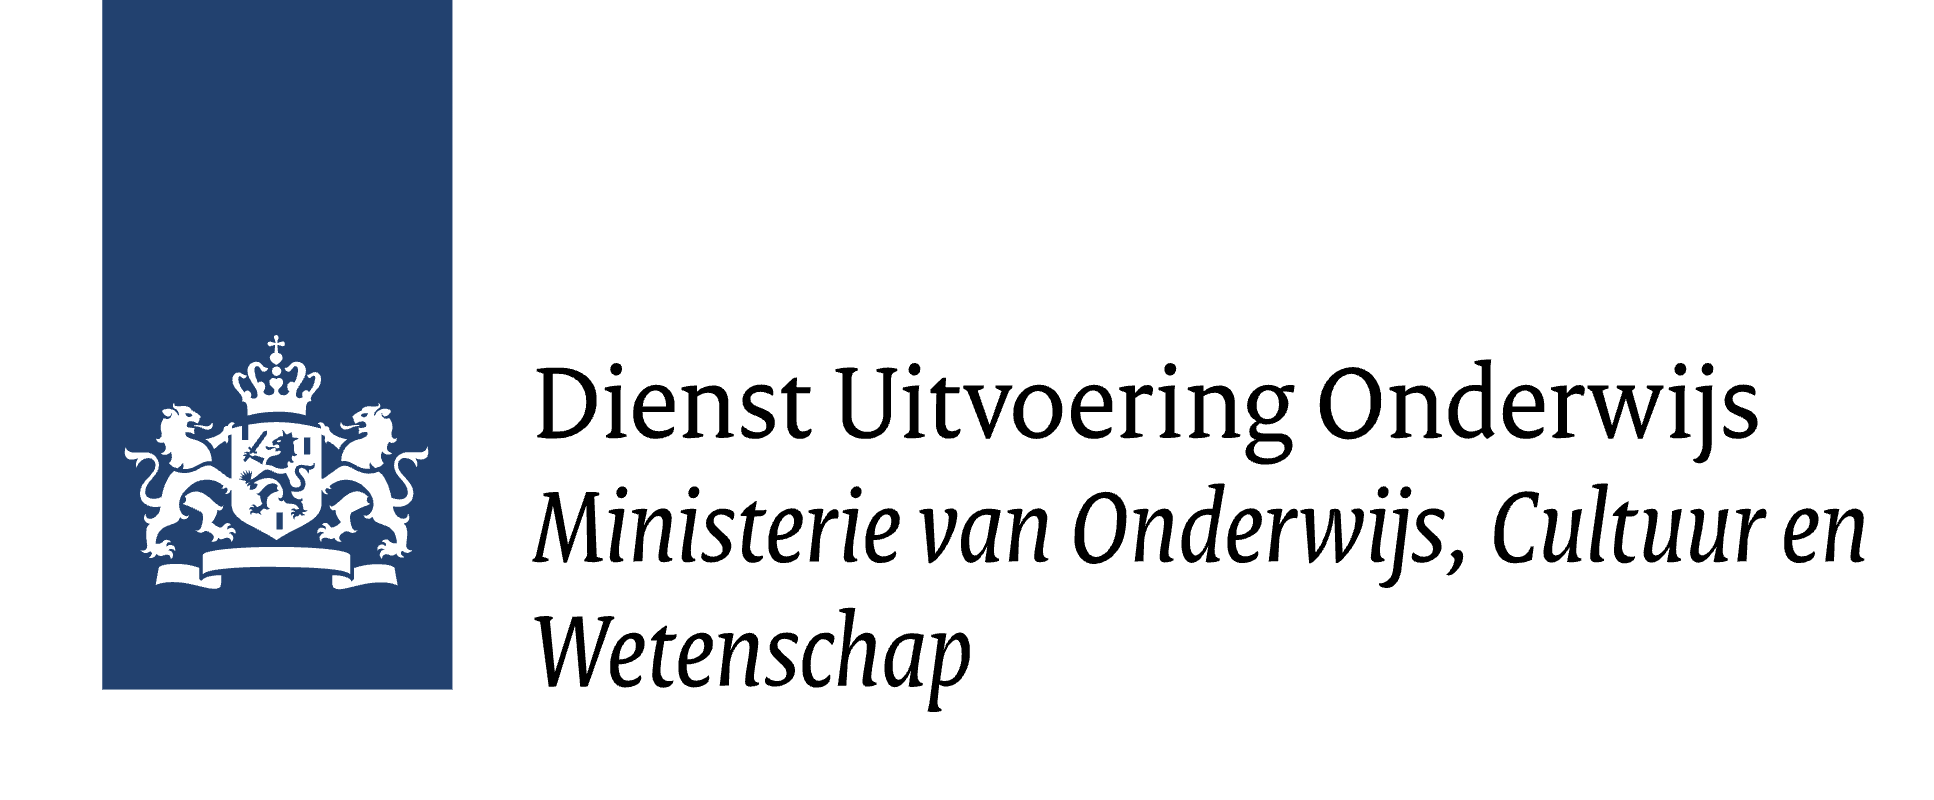 Dienst Uitvoering Onderwijs
Ministerie van Onderwijs, Cultuur en
Wetenschap